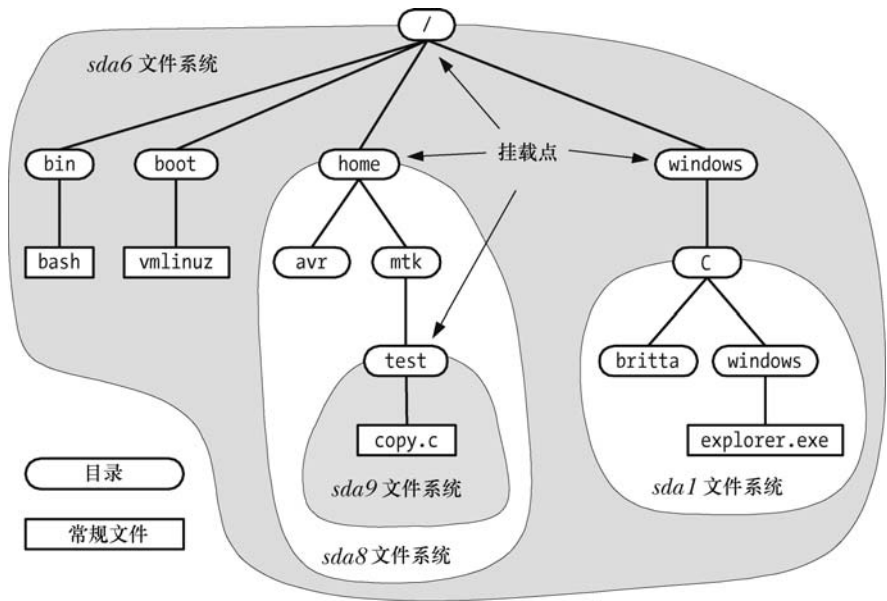 /
sda6 文件系统
bin
boot
home
挂载点
windows
bash
vmlinuz
avr
mtk
C
test
britta
windows
copy.c
explorer.exe
目录
sda9 文件系统
sda1 文件系统
常规文件
sda8 文件系统